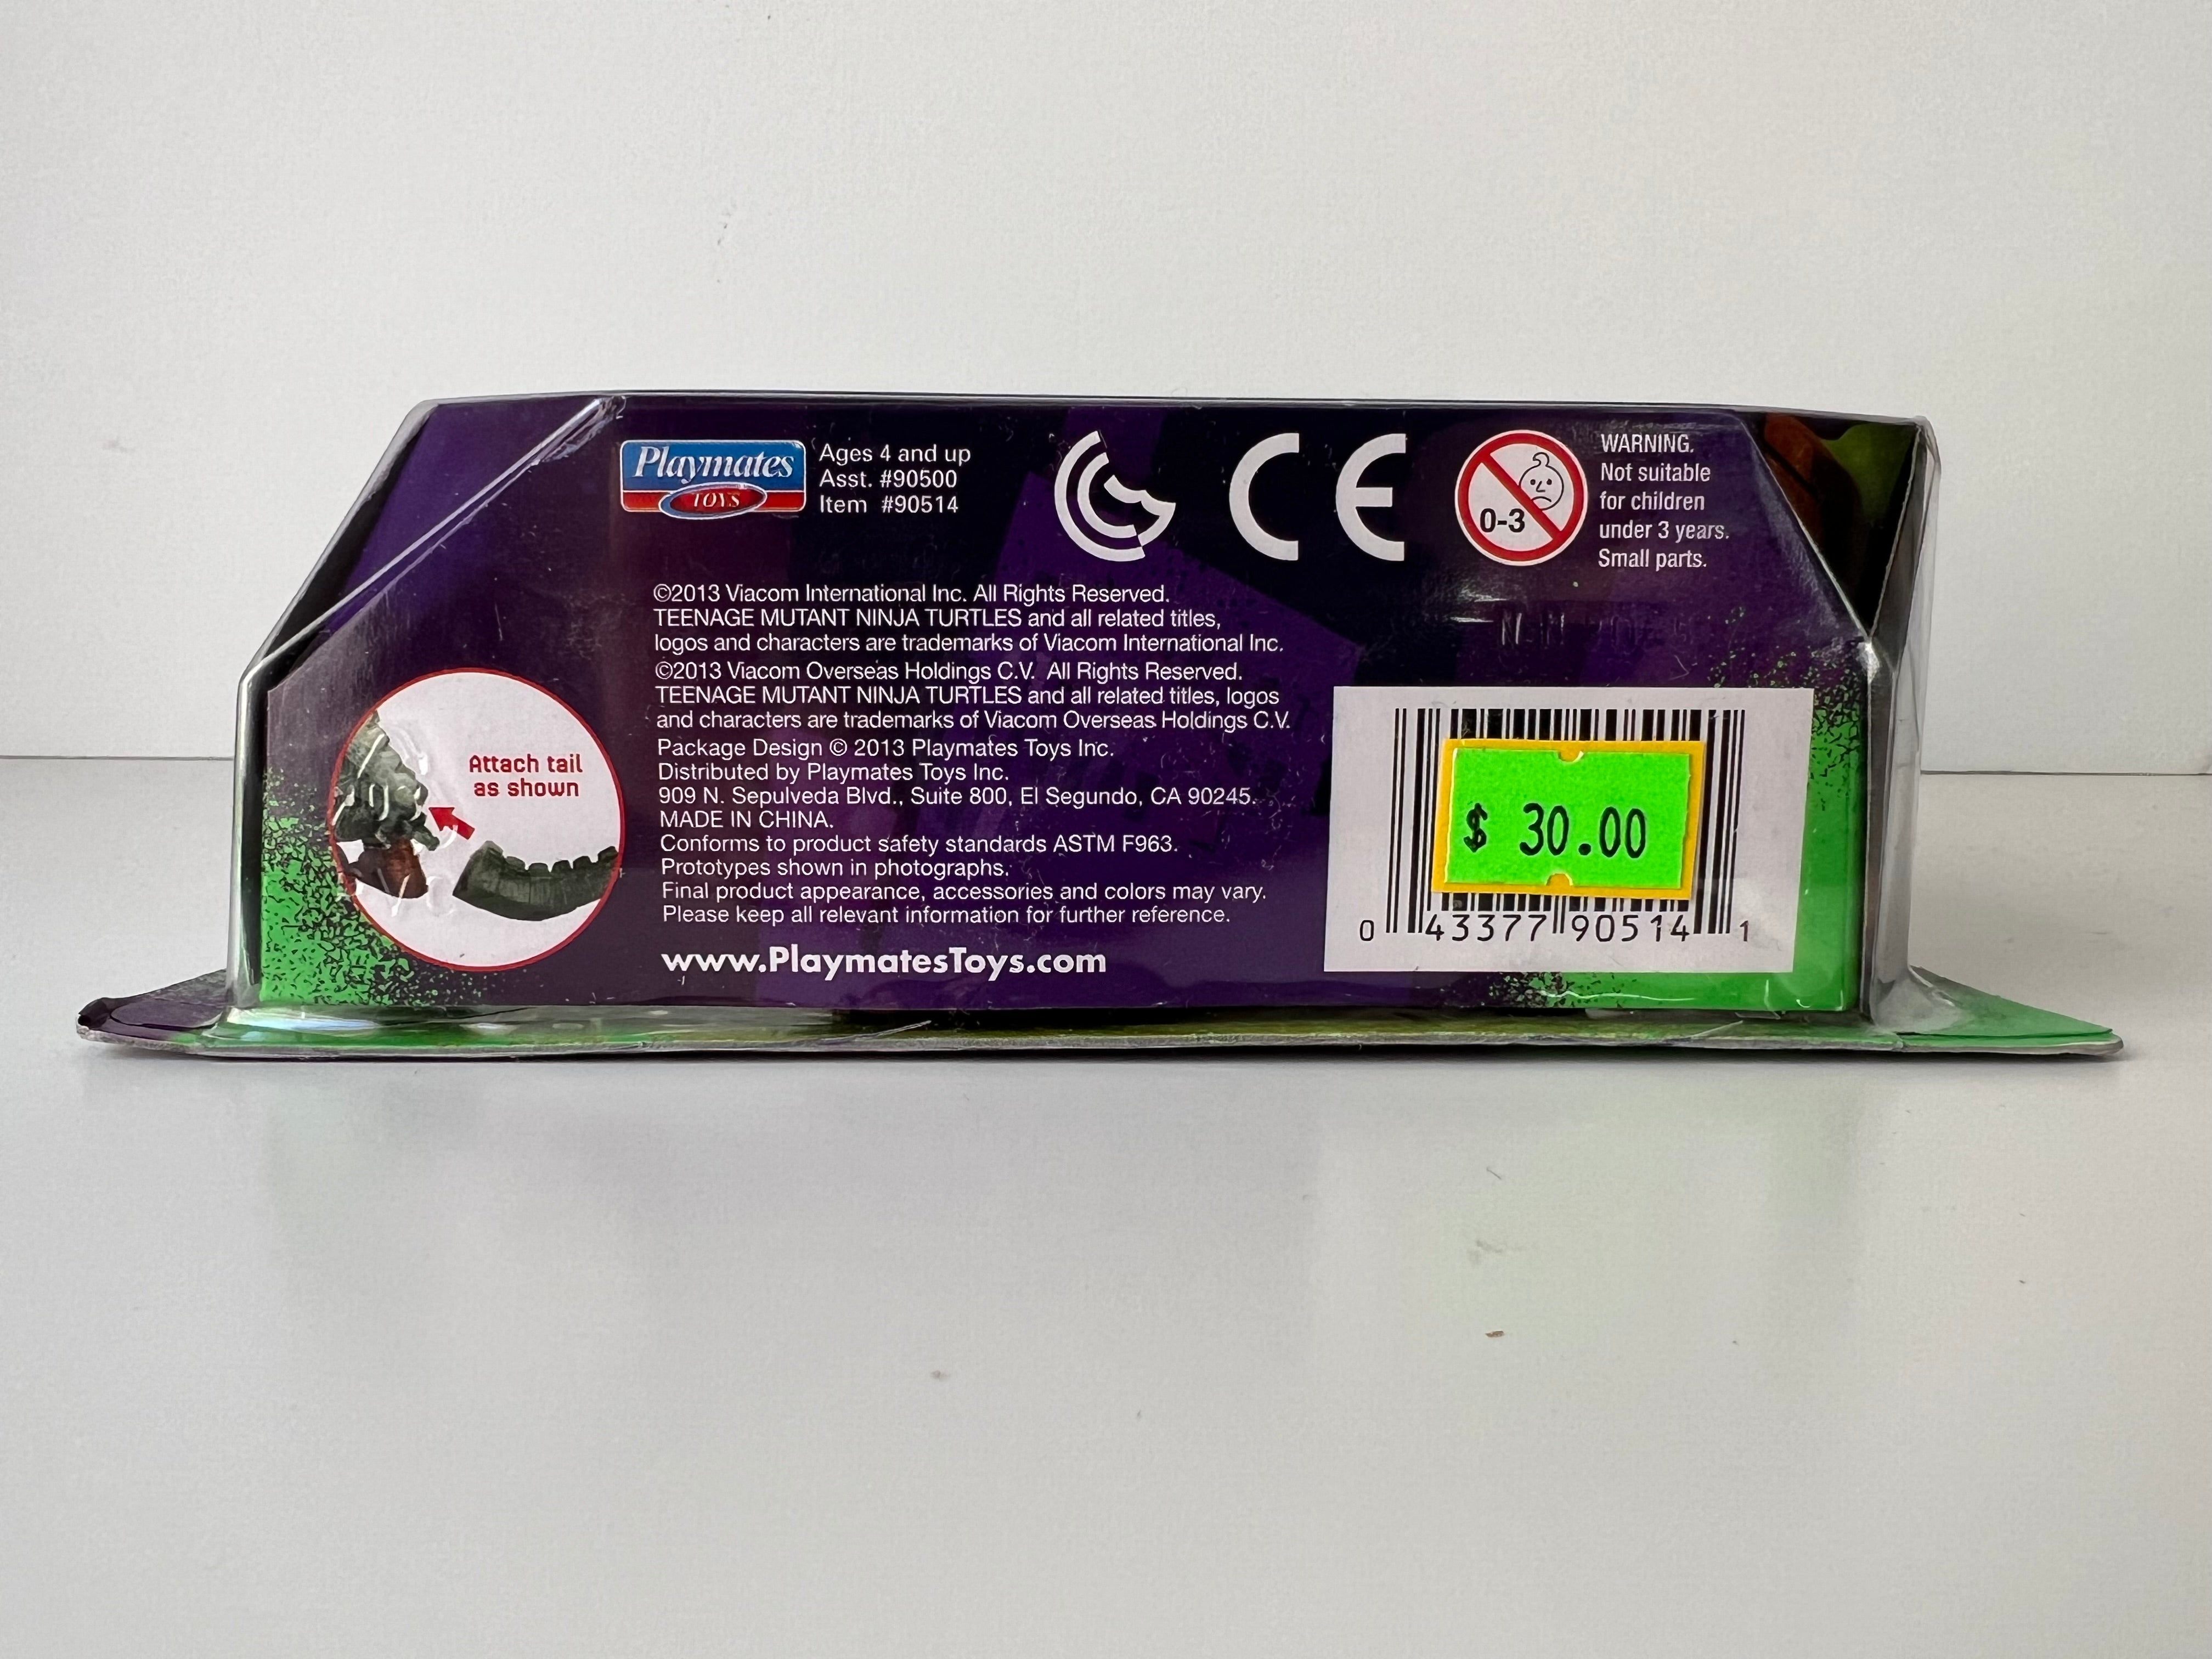 Playmates
TOYS
Ages 4 and up
Asst. #90500
Item #90514
CE
0-3
WARNING.
Not suitable
for children
under 3 years.
Small parts.
©2013 Viacom International Inc. All Rights Reserved.
TEENAGE MUTANT NINJA TURTLES and all related titles,
logos and characters are trademarks of Viacom International Inc.
©2013 Viacom Overseas Holdings C.V. All Rights Reserved.
TEENAGE MUTANT NINJA TURTLES and all related titles, logos
and characters are trademarks of Viacom Overseas Holdings C.V.
Package Design © 2013 Playmates Toys Inc.
Distributed by Playmates Toys Inc.
909 N. Sepulveda Blvd., Suite 800, El Segundo, CA 90245.
MADE IN CHINA.
Conforms to product safety standards ASTM F963.
Prototypes shown in photographs.
Final product appearance, accessories and colors may vary.
Please keep all relevant information for further reference.
www.PlaymatesToys.com
Attach tail
as shown
$ 30.00
0 43377 90514 1